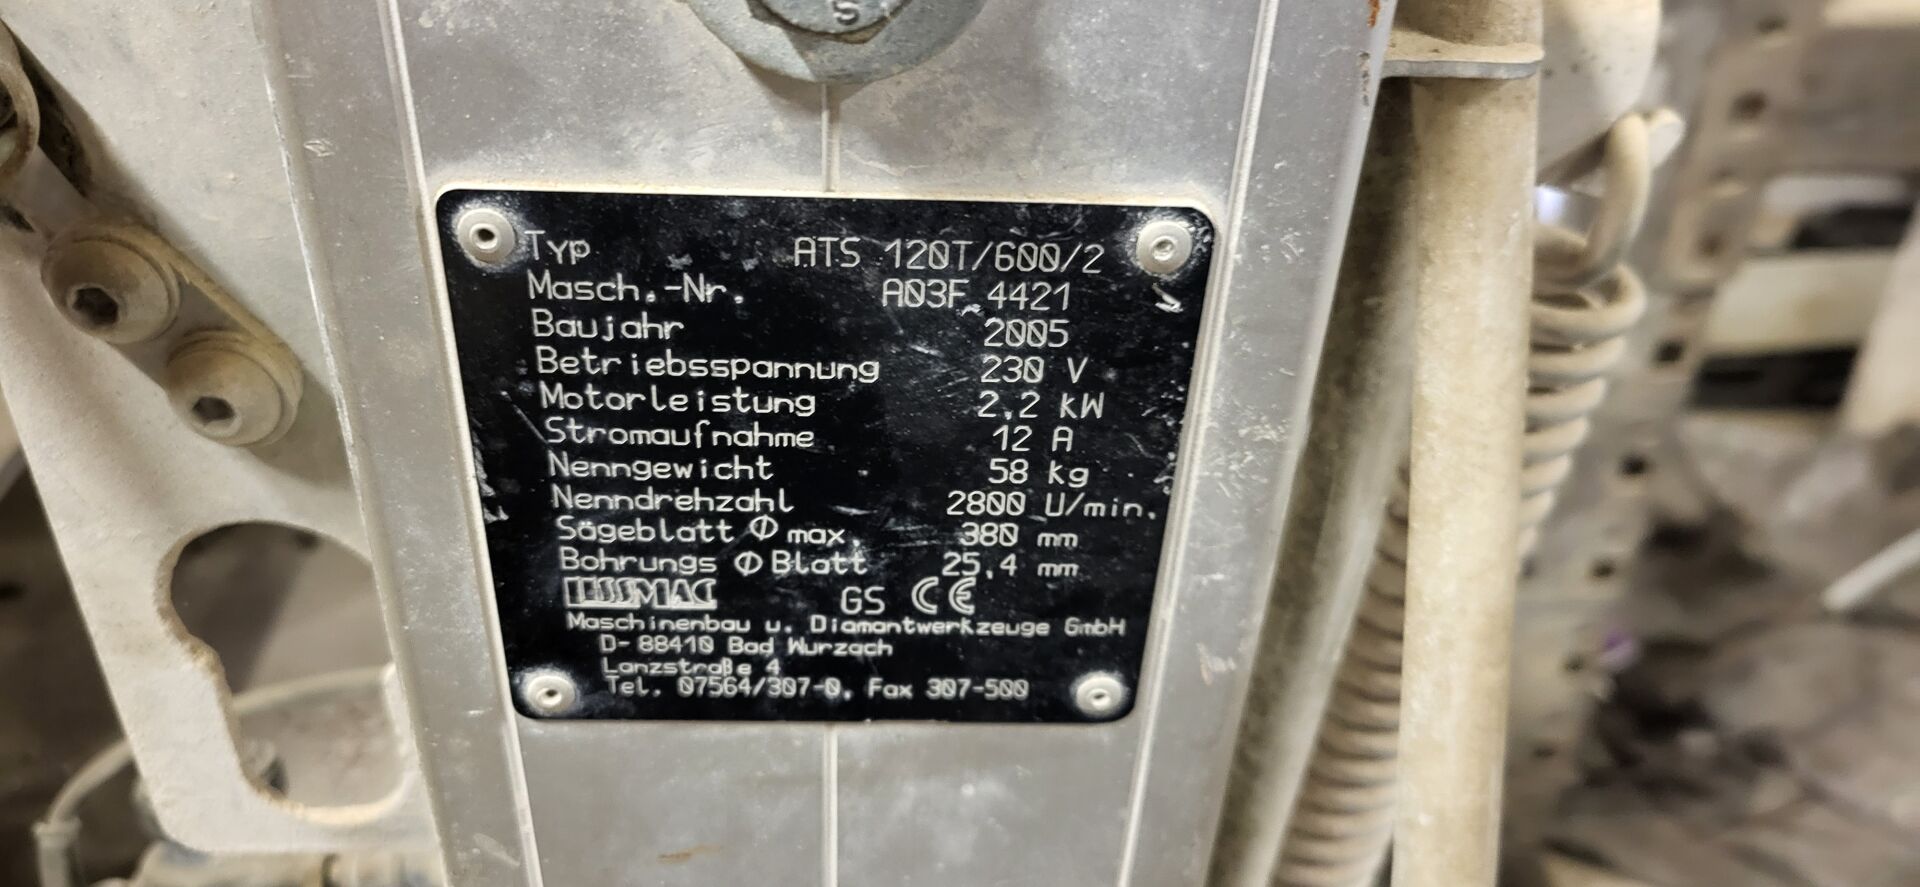 S
Typ ATS 120T/600/2
Masch.-Nr. A03F 4421
Baujahr 2005
Betriebsspannung 230 V
Motorleistung 2,2 kW
Stromaufnahme 12 A
Nenngewicht 58 kg
Nenndrehzahl 2800 U/min.
Sägeblatt Φ max. 380 mm
Bohrungs Φ Blatt 25,4 mm
LISSMAC GS CE
Maschinenbau u. Diamantwerkzeuge GmbH
D- 88410 Bad Wurzach
Lanzstraße 4
Tel. 07564/307-0, Fax 307-500